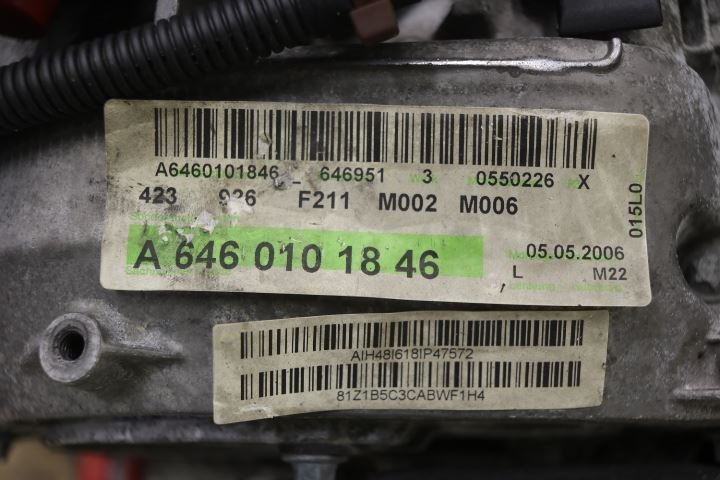 A6460101846 _ 646951 3 0550226 X
423 926 F211 M002 M006
015L0
A 646 010 18 46
05.05.2006
L M22
AIH48I618IP47572
81Z1B5C3CABWF1H4